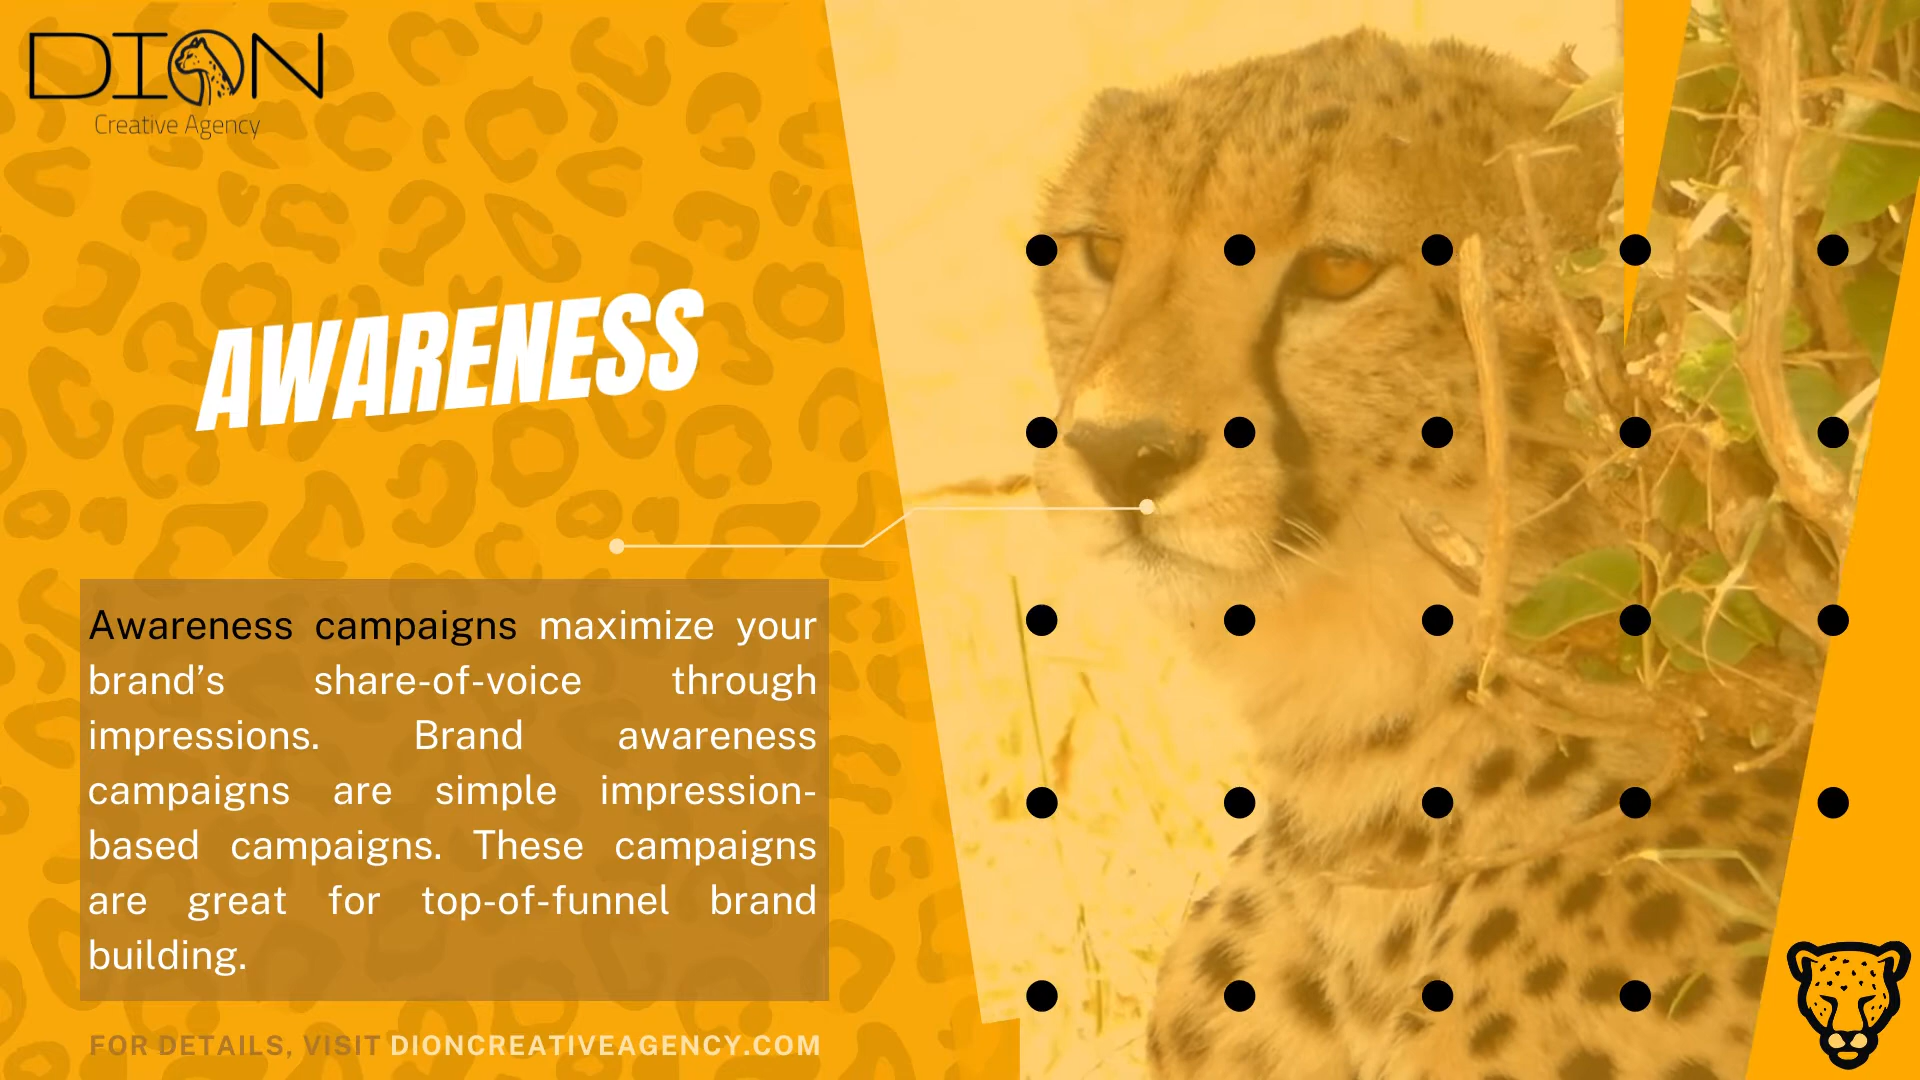 DION
Creative Agency
AWARENESS
Awareness campaigns maximize your
brand’s share-of-voice through
impressions. Brand awareness
campaigns are simple impression-
based campaigns. These campaigns
are great for top-of-funnel brand
building.
FOR DETAILS, VISIT DIONCREATIVEAGENCY.COM